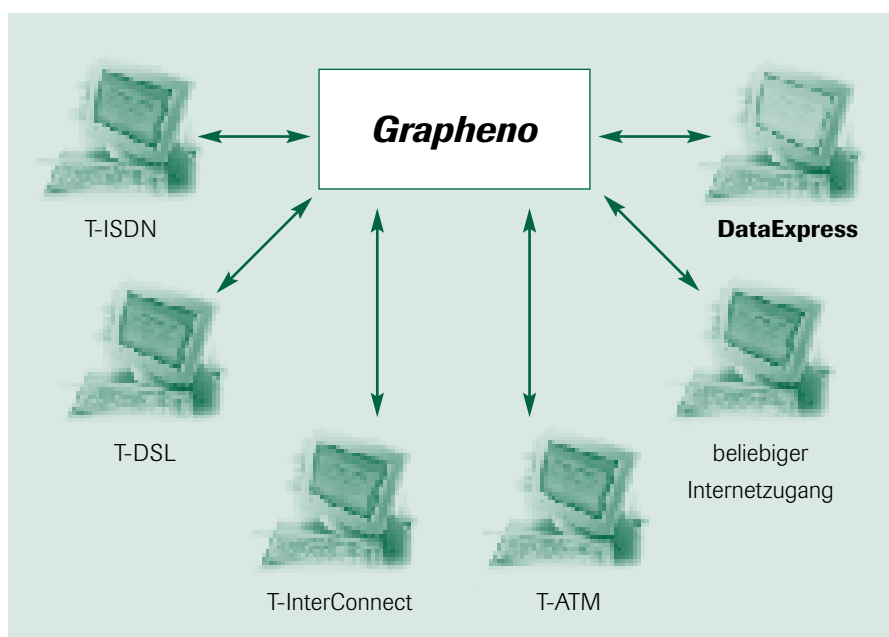 Grapheno
T-ISDN
DataExpress
T-DSL
beliebiger
Internetzugang
T-InterConnect
T-ATM